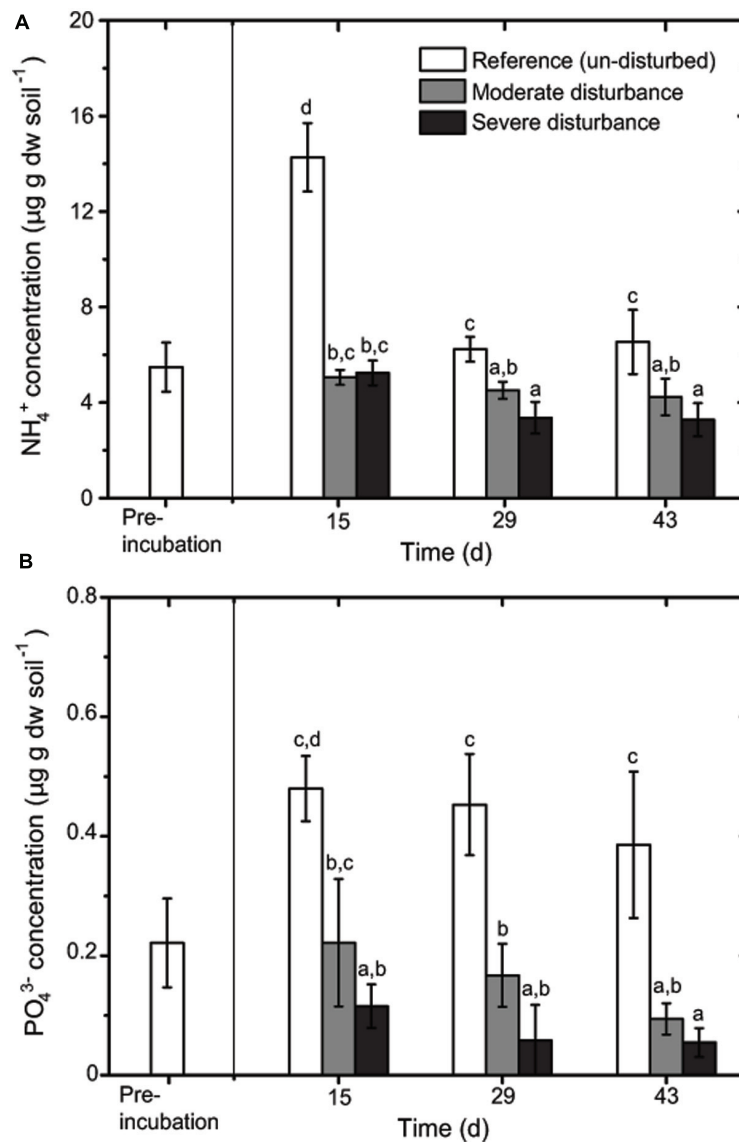 A
NH₄⁺ concentration (µg g dw soil⁻¹)
20
16
12
8
4
0
Reference (un-disturbed)
Moderate disturbance
Severe disturbance
d
b,c b,c
c
a,b
a
c
a,b
a
Pre-
incubation
15 29 43
Time (d)
B
PO₄³⁻ concentration (µg g dw soil⁻¹)
0.8
0.6
0.4
0.2
0
c,d
b,c
a,b
c
b
a,b
c
a,b
a
Pre-
incubation
15 29 43
Time (d)